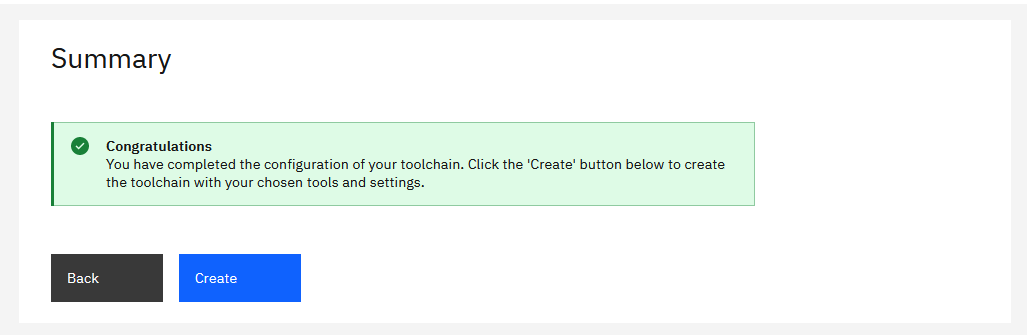 Summary
Congratulations
You have completed the configuration of your toolchain. Click the 'Create' button below to create
the toolchain with your chosen tools and settings.
Back
Create